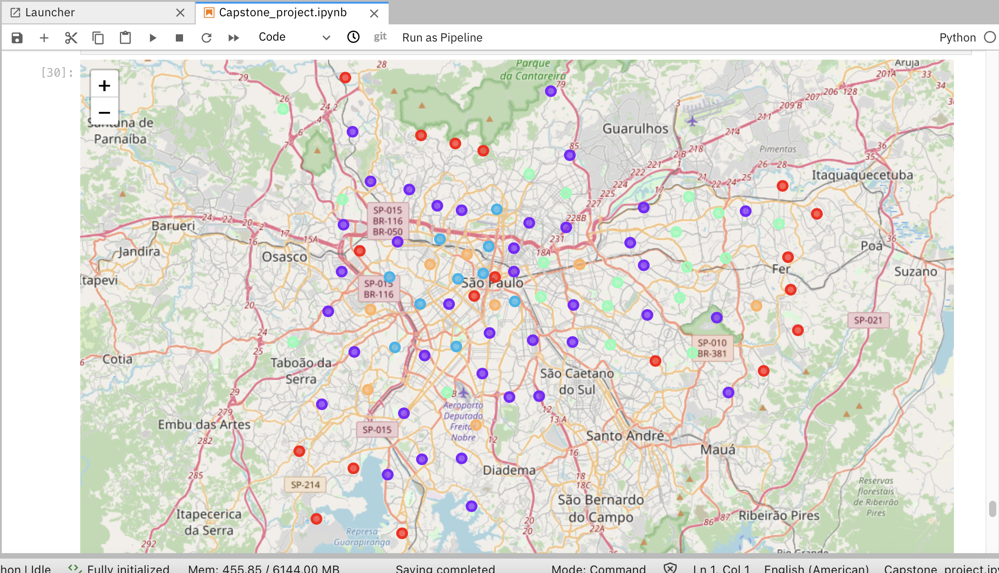 Launcher
Capstone_project.ipynb
Code
git
Run as Pipeline
Python
[30]:
+
−
28
Parque
da Cantareira
Arujá
201A
33
34
29
79
26
24
2
4
206
128
207
209 B
3
211
Santana de
Parnaíba
6
7
Guarulhos
214
85
218
2 B
1
Pimentas
36
35
221
222
26
28
21
22
24
25
Itaquaquecetuba
224
225
17
227
SP-015
BR-116
BR-050
24
22
20
2
Barueri
17
15A
16
228B
231
18A
36
Jandira
Osasco
Poá
Itapevi
Fer
Suzano
São Paulo
SP-015
BR-116
20
SP-021
24
25
SP-010
BR-381
Cotia
6
Taboão da
Serra
São Caetano
do Sul
29
B
Aeroporto
Deputado
Freitas
Nobre
279
12
13 A
Embu das Artes
SP-015
282
12
Santo André
16
Mauá
285
Diadema
18
18C
SP-214
Reservas
florestais
de Ribeirão
Pires
São Bernardo
do Campo
Itapecerica
da Serra
20
20
22A
86
87
Ribeirão Pires
Represa-
Guarapiranga
292
Rio Grande
hon | Idle
Fully initialized
Mem: 455.85 / 6144.00 MB
Saving completed
Mode: Command
Ln 1, Col 1
English (American)
Capstone_project.ipy